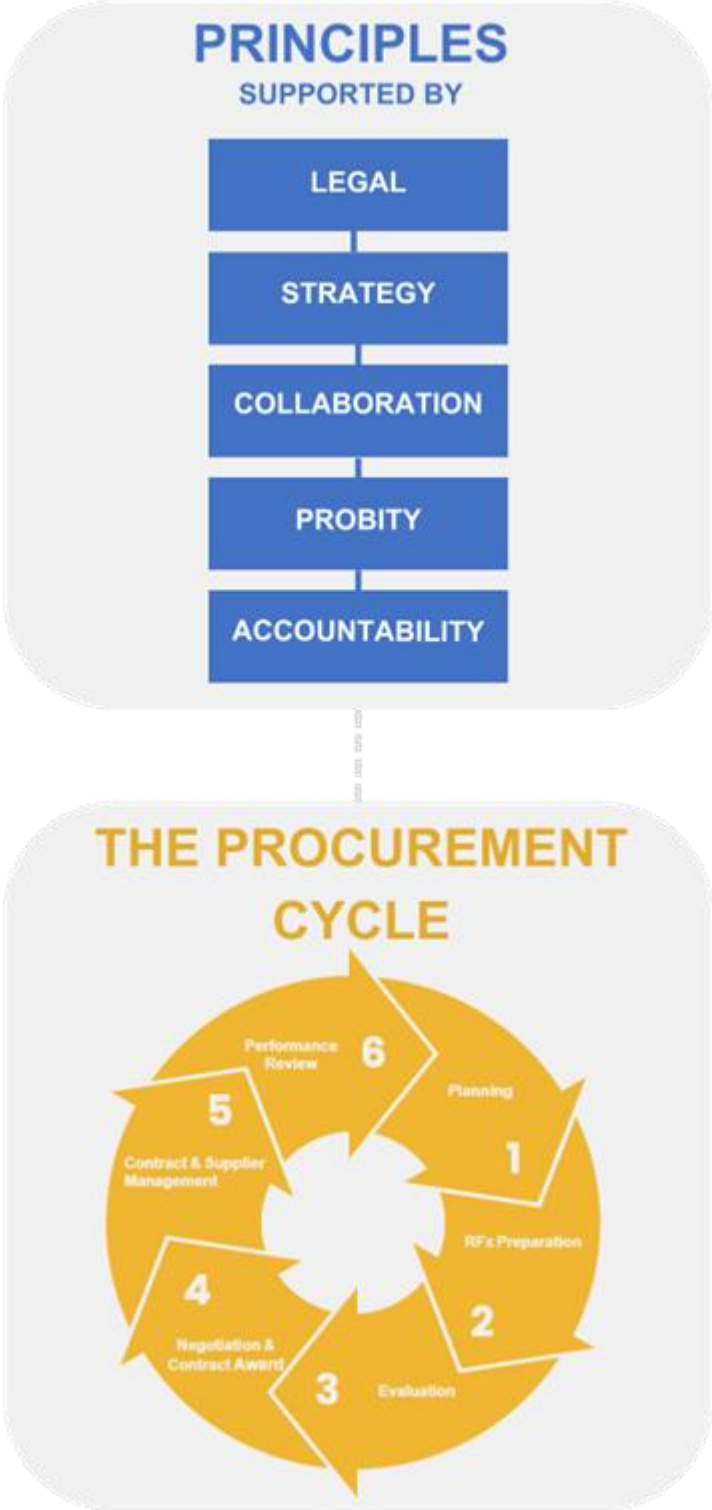 PRINCIPLES
SUPPORTED BY
LEGAL
STRATEGY
COLLABORATION
PROBITY
ACCOUNTABILITY
THE PROCUREMENT
CYCLE
Planning
1
RFx Preparation
2
Evaluation
3
Negotiation &
Contract Award
4
Contract & Supplier
Management
5
Performance
Review
6